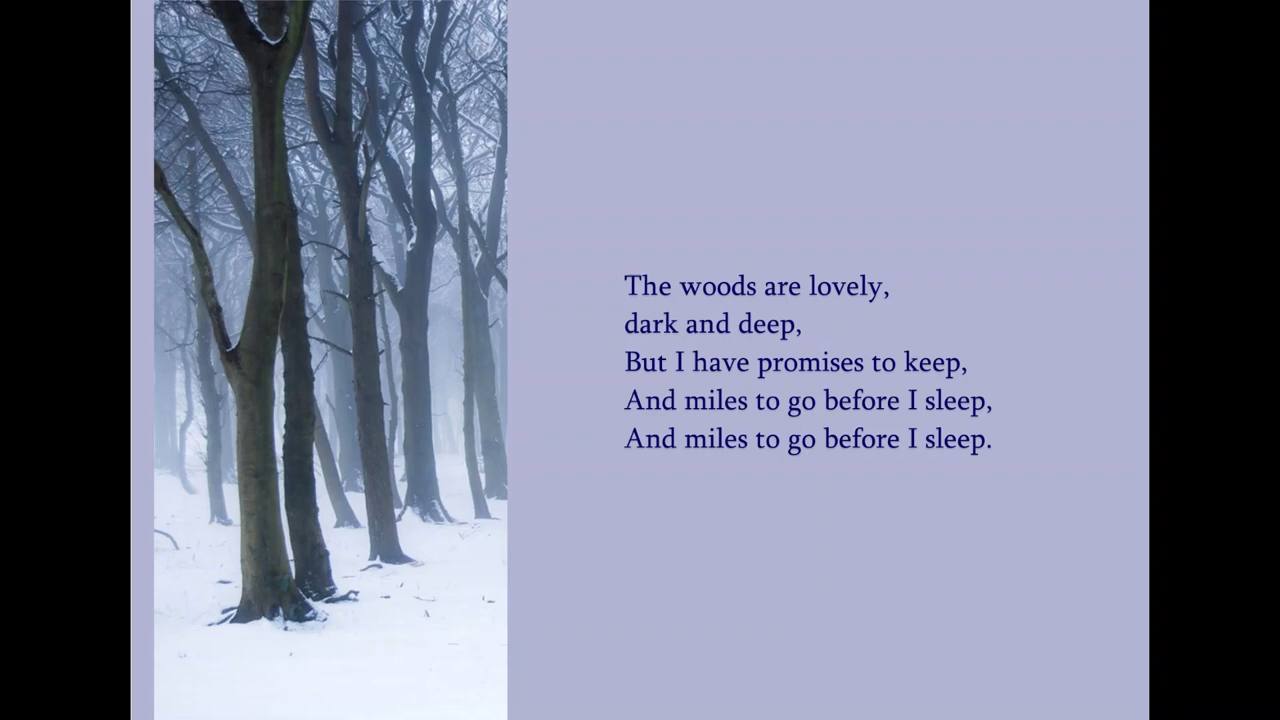 The woods are lovely,
dark and deep,
But I have promises to keep,
And miles to go before I sleep,
And miles to go before I sleep.